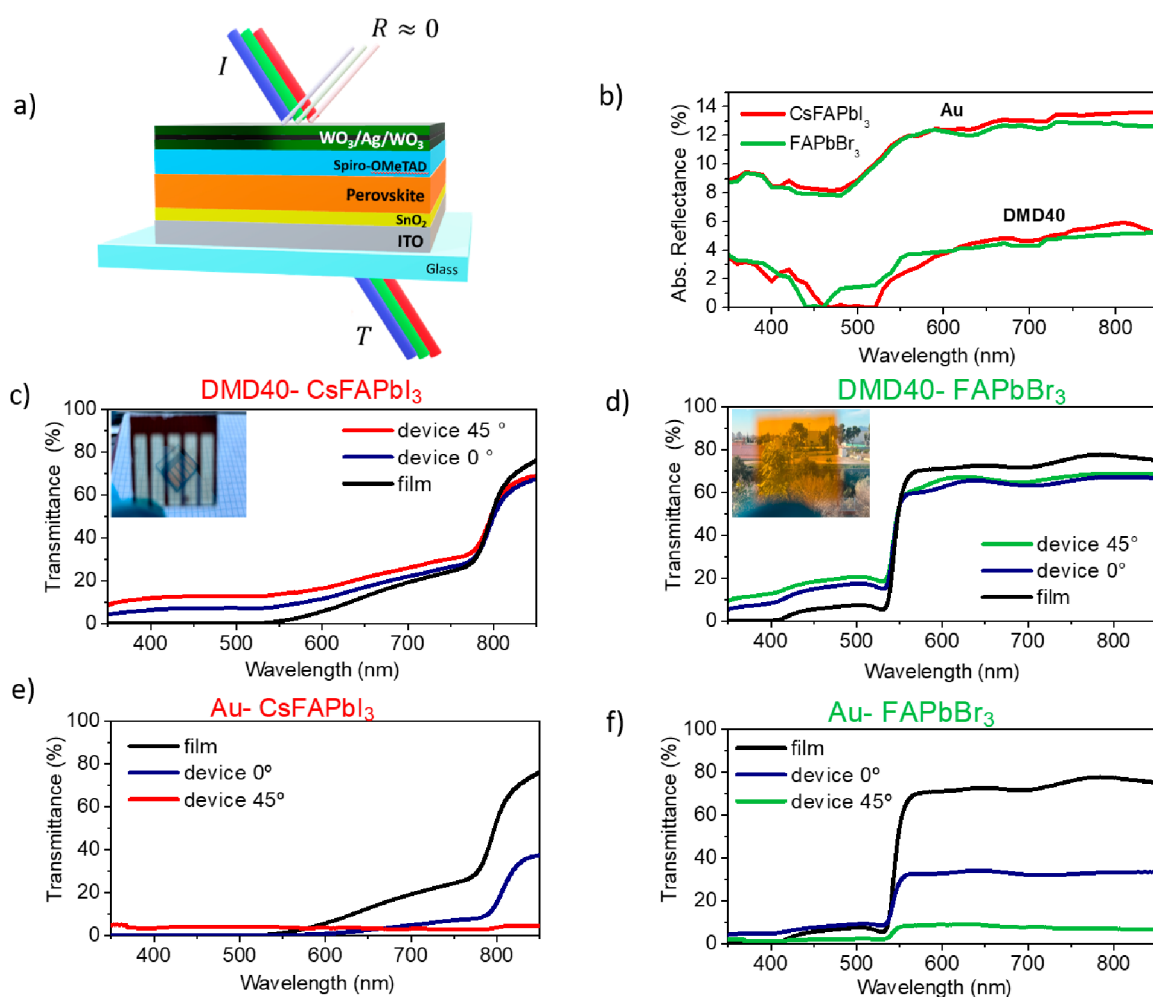 a)
I
R ≈ 0
WO₃/Ag/WO₃
Spiro-OMeTAD
Perovskite
SnO₂
ITO
Glass
T
b)
Abs. Reflectance (%)
14
12
10
8
6
4
2
0
CsFAPbI₃
FAPbBr₃
Au
DMD40
400 500 600 700 800
Wavelength (nm)
c)
DMD40- CsFAPbI₃
Transmittance (%)
100
80
60
40
20
0
device 45 °
device 0 °
film
400 500 600 700 800
Wavelength (nm)
d)
DMD40- FAPbBr₃
Transmittance (%)
100
80
60
40
20
0
device 45°
device 0°
film
400 500 600 700 800
Wavelength (nm)
e)
Au- CsFAPbI₃
Transmittance (%)
100
80
60
40
20
0
film
device 0º
device 45º
400 500 600 700 800
Wavelength (nm)
f)
Au- FAPbBr₃
Transmittance (%)
100
80
60
40
20
0
film
device 0º
device 45º
400 500 600 700 800
Wavelength (nm)